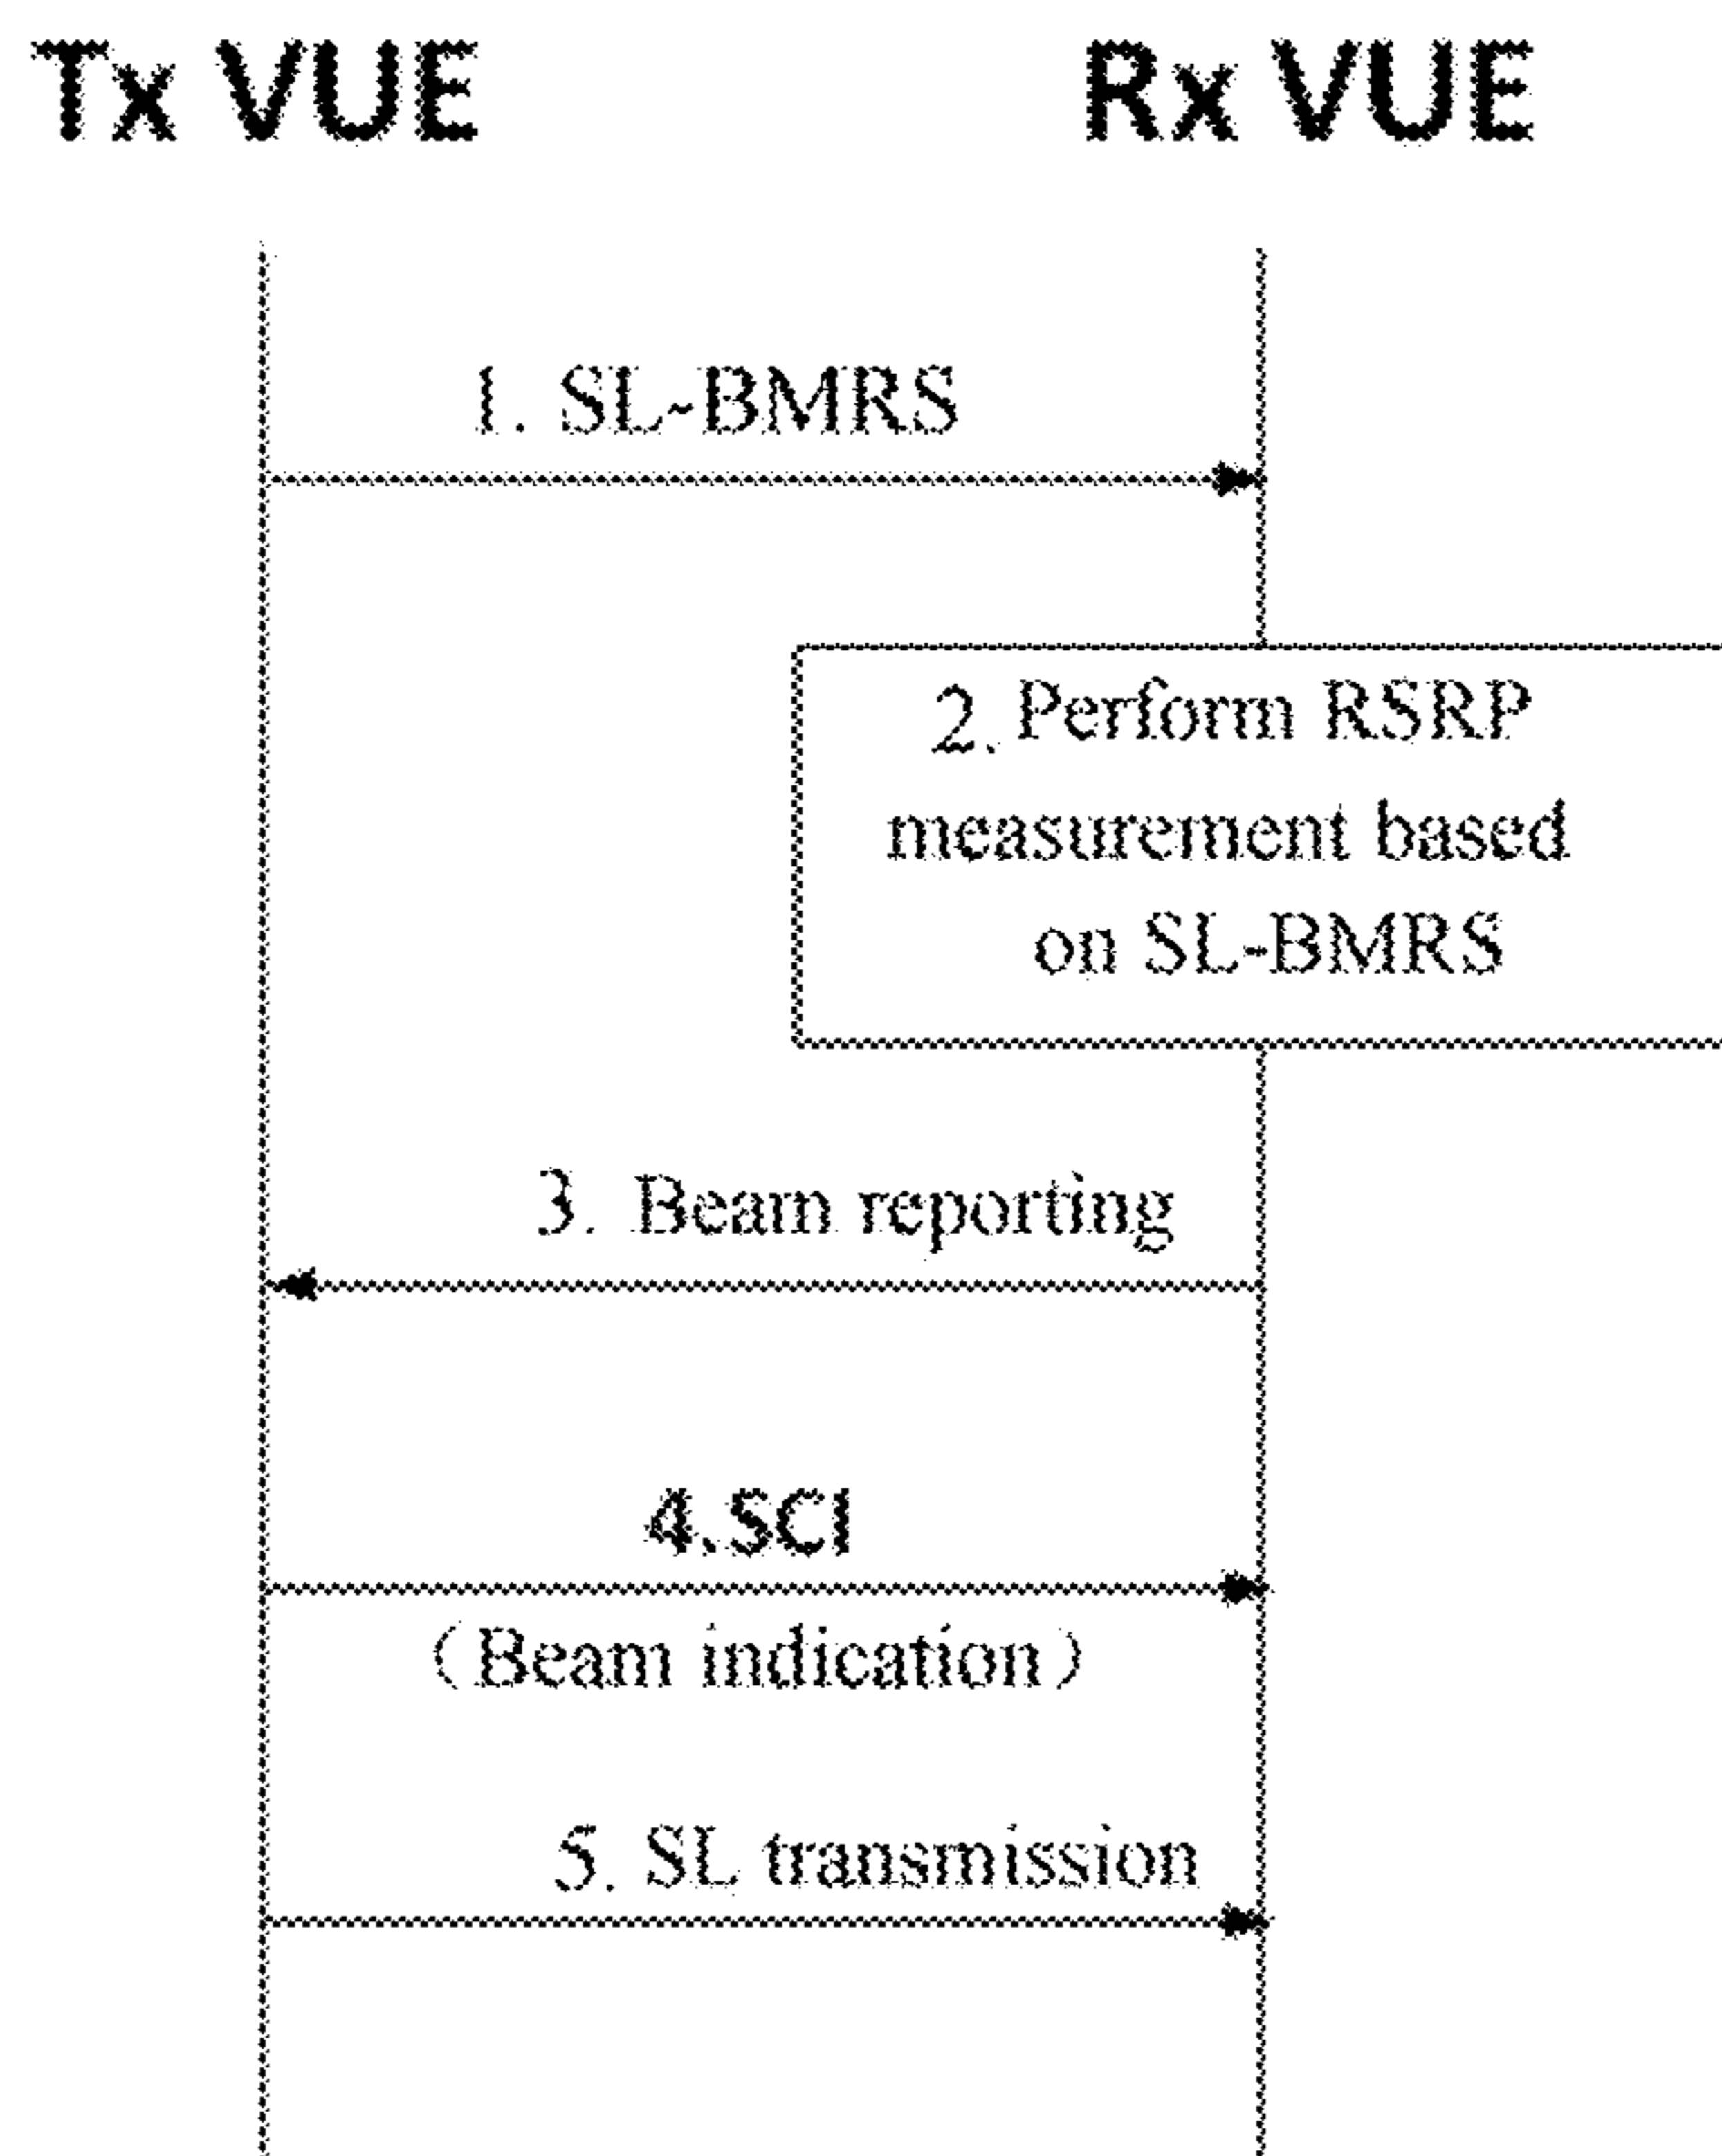 Tx VUE Rx VUE
1. SL-BMRS
2. Perform RSRP
measurement based
on SL-BMRS
3. Beam reporting
4.SCI
(Beam indication)
5. SL transmission